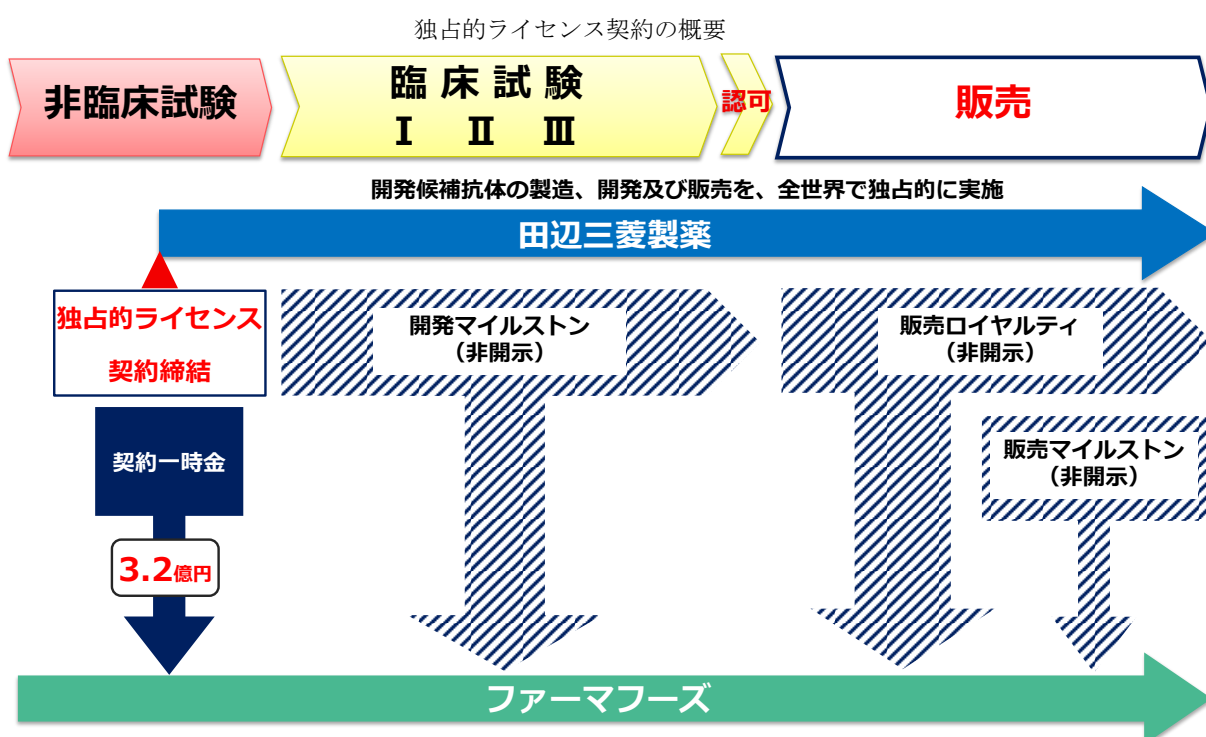 独占的ライセンス契約の概要
非臨床試験
臨床試験
Ⅰ Ⅱ Ⅲ
認可
販売
開発候補抗体の製造、開発及び販売を、全世界で独占的に実施
田辺三菱製薬
独占的ライセンス
契約締結
開発マイルストン
（非開示）
販売ロイヤルティ
（非開示）
契約一時金
販売マイルストン
（非開示）
3.2億円
ファーマフーズ